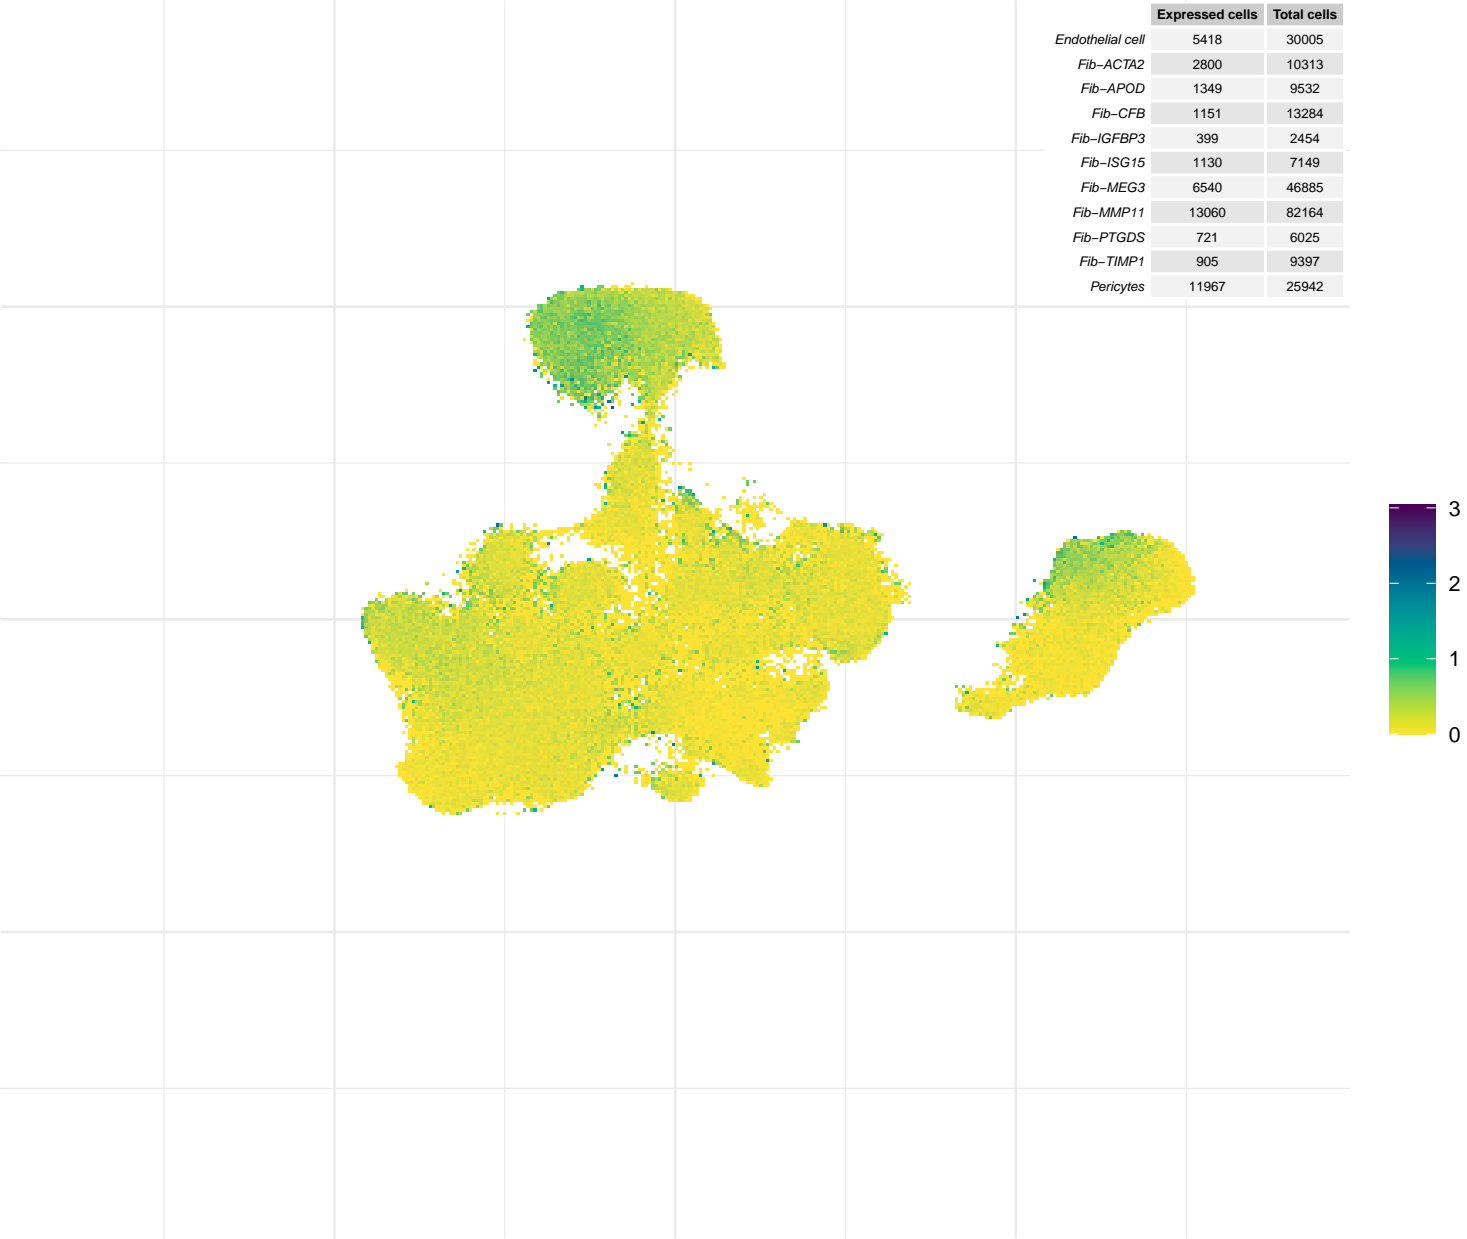 Expressed cells Total cells
Endothelial cell 5418 30005
Fib−ACTA2 2800 10313
Fib−APOD 1349 9532
Fib−CFB 1151 13284
Fib−IGFBP3 399 2454
Fib−ISG15 1130 7149
Fib−MEG3 6540 46885
Fib−MMP11 13060 82164
Fib−PTGDS 721 6025
Fib−TIMP1 905 9397
Pericytes 11967 25942
3
2
1
0